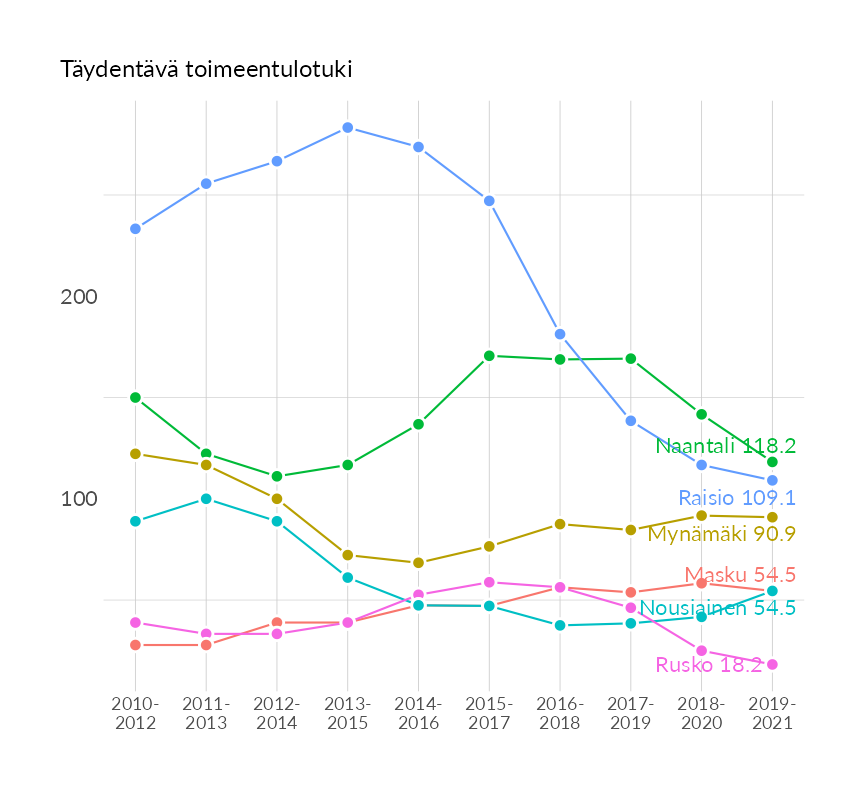 Täydentävä toimeentulotuki
200
100
Naantali 118.2
Raisio 109.1
Mynämäki 90.9
Masku 54.5
Nousiainen 54.5
Rusko 18.2
2010- 2011- 2012- 2013- 2014- 2015- 2016- 2017- 2018- 2019-
2012 2013 2014 2015 2016 2017 2018 2019 2020 2021